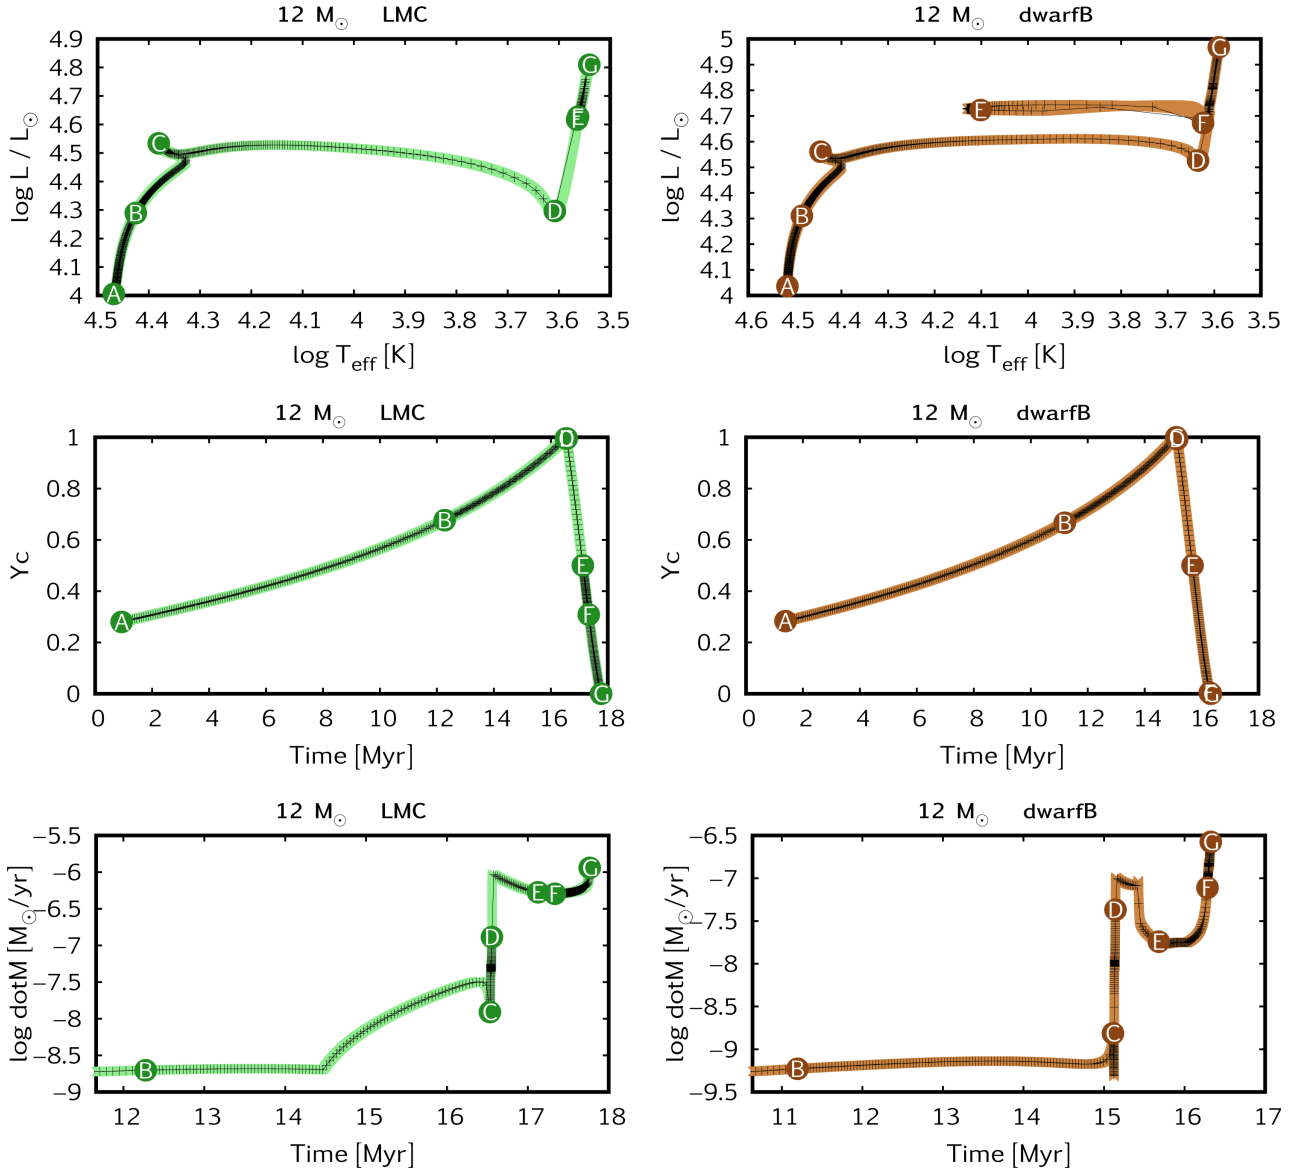 12 M☉ LMC
log L / L☉
4.9
4.8
4.7
4.6
4.5
4.4
4.3
4.2
4.1
4
A
B
C
D
E
F
G
4.5 4.4 4.3 4.2 4.1 4 3.9 3.8 3.7 3.6 3.5
log Teff [K]
12 M☉ dwarfB
log L / L☉
5
4.9
4.8
4.7
4.6
4.5
4.4
4.3
4.2
4.1
4
A
B
C
D
E
F
G
4.6 4.5 4.4 4.3 4.2 4.1 4 3.9 3.8 3.7 3.6 3.5
log Teff [K]
12 M☉ LMC
Yc
1
0.8
0.6
0.4
0.2
0
A
B
D
E
F
G
0 2 4 6 8 10 12 14 16 18
Time [Myr]
12 M☉ dwarfB
Yc
1
0.8
0.6
0.4
0.2
0
A
B
D
E
G
0 2 4 6 8 10 12 14 16 18
Time [Myr]
12 M☉ LMC
log dotM [M☉/yr]
−5.5
−6
−6.5
−7
−7.5
−8
−8.5
−9
B
C
D
E
F
G
12 13 14 15 16 17 18
Time [Myr]
12 M☉ dwarfB
log dotM [M☉/yr]
−6.5
−7
−7.5
−8
−8.5
−9
−9.5
B
C
D
E
F
G
11 12 13 14 15 16 17
Time [Myr]